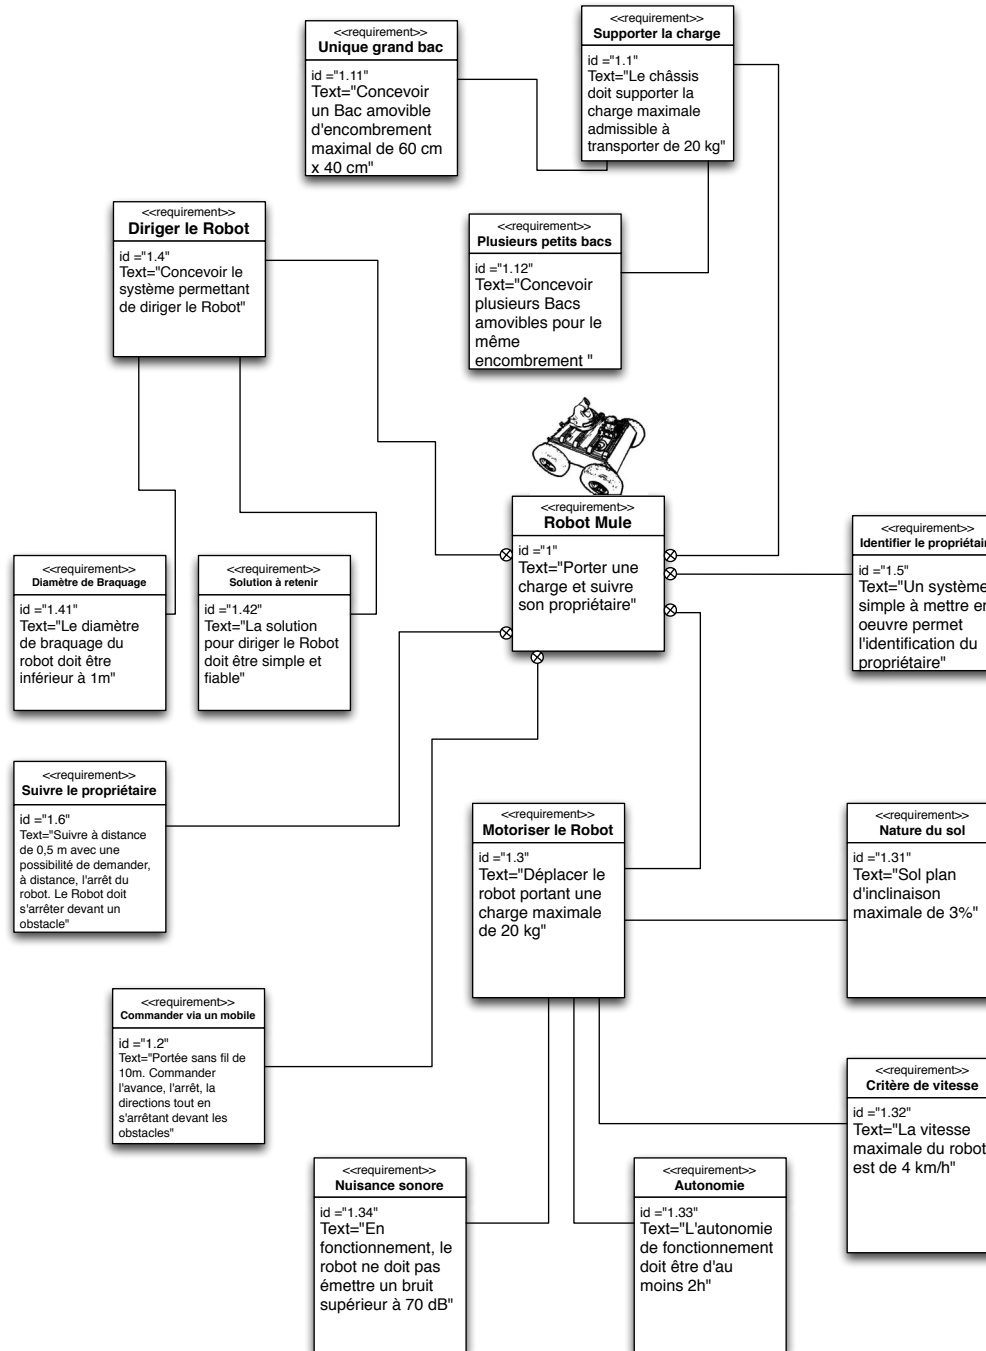 <<requirement>>
Unique grand bac
id ="1.11"
Text="Concevoir
un Bac amovible
d'encombrement
maximal de 60 cm
x 40 cm"
<<requirement>>
Supporter la charge
id ="1.1"
Text="Le châssis
doit supporter la
charge maximale
admissible à
transporter de 20 kg"
<<requirement>>
Diriger le Robot
id ="1.4"
Text="Concevoir le
système permettant
de diriger le Robot"
<<requirement>>
Plusieurs petits bacs
id ="1.12"
Text="Concevoir
plusieurs Bacs
amovibles pour le
même
encombrement "
<<requirement>>
Robot Mule
id ="1"
Text="Porter une
charge et suivre
son propriétaire"
<<requirement>>
Identifier le propriétair
id ="1.5"
Text="Un système
simple à mettre en
oeuvre permet
l'identification du
propriétaire"
<<requirement>>
Diamètre de Braquage
id ="1.41"
Text="Le diamètre
de braquage du
robot doit être
inférieur à 1m"
<<requirement>>
Solution à retenir
id ="1.42"
Text="La solution
pour diriger le Robot
doit être simple et
fiable"
<<requirement>>
Suivre le propriétaire
id ="1.6"
Text="Suivre à distance
de 0,5 m avec une
possibilité de demander,
à distance, l'arrêt du
robot. Le Robot doit
s'arrêter devant un
obstacle"
<<requirement>>
Motoriser le Robot
id ="1.3"
Text="Déplacer le
robot portant une
charge maximale
de 20 kg"
<<requirement>>
Nature du sol
id ="1.31"
Text="Sol plan
d'inclinaison
maximale de 3%"
<<requirement>>
Commander via un mobile
id ="1.2"
Text="Portée sans fil de
10m. Commander
l'avance, l'arrêt, la
directions tout en
s'arrêtant devant les
obstacles"
<<requirement>>
Critère de vitesse
id ="1.32"
Text="La vitesse
maximale du robot
est de 4 km/h"
<<requirement>>
Nuisance sonore
id ="1.34"
Text="En
fonctionnement, le
robot ne doit pas
émettre un bruit
supérieur à 70 dB"
<<requirement>>
Autonomie
id ="1.33"
Text="L'autonomie
de fonctionnement
doit être d'au
moins 2h"